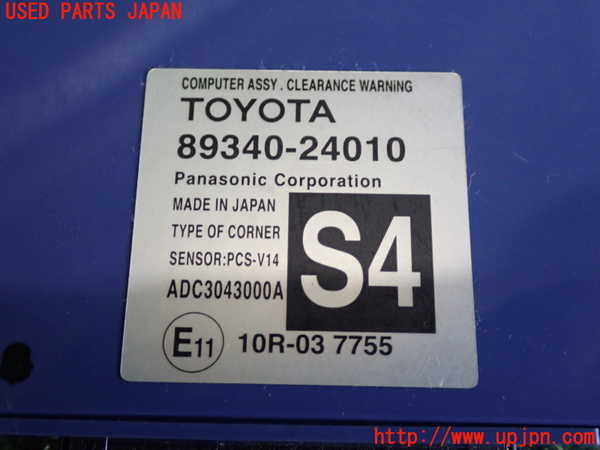 USED PARTS JAPAN
COMPUTER ASSY . CLEARANCE WARNING
TOYOTA
89340-24010
Panasonic Corporation
MADE IN JAPAN
TYPE OF CORNER
SENSOR:PCS-V14
ADC3043000A
S4
E11
10R-03 7755
http://www.upjpn.com